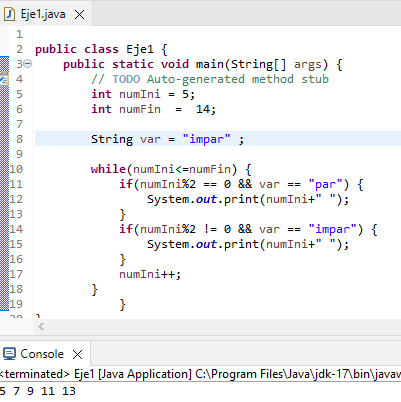 Eje1.java
1
2 public class Eje1 {
3 public static void main(String[] args) {
4 // TODO Auto-generated method stub
5 int numIni = 5;
6 int numFin  =  14;
7
8 String var = "impar" ;
9
10 while(numIni<=numFin) {
11 if(numIni%2 == 0 && var == "par") {
12 System.out.print(numIni+" ");
13 }
14 if(numIni%2 != 0 && var == "impar") {
15 System.out.print(numIni+" ");
16 }
17 numIni++;
18 }
19 }
20 }
Console
<terminated> Eje1 [Java Application] C:\Program Files\Java\jdk-17\bin\javaw
5 7 9 11 13